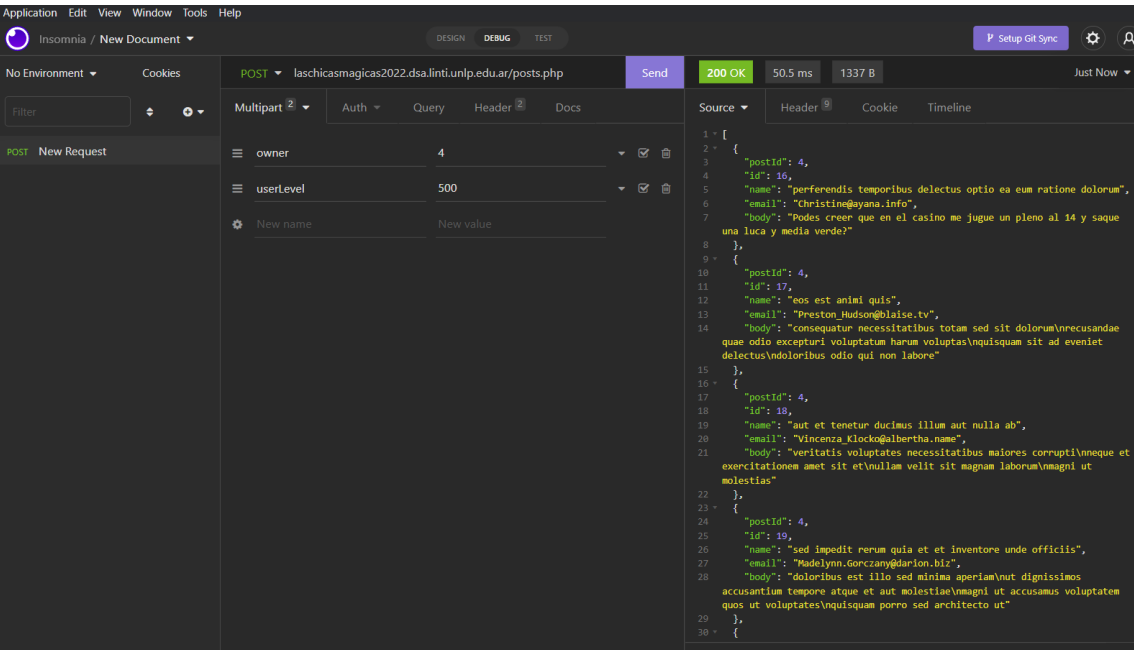 Application Edit View Window Tools Help
Insomnia / New Document
DESIGN DEBUG TEST
Setup Git Sync
No Environment
Cookies
POST laschicasmagicas2022.dsa.linti.unlp.edu.ar/posts.php
Send
200 OK 50.5 ms 1337 B
Just Now
Filter
Multipart 2 Auth Query Header 2 Docs
Source Header 9 Cookie Timeline
POST New Request
owner 4
userLevel 500
New name New value
1 [
2 {
3 "postId": 4,
4 "id": 16,
5 "name": "perferendis temporibus delectus optio ea eum ratione dolorum",
6 "email": "Christine@ayana.info",
7 "body": "Podes creer que en el casino me jugue un pleno al 14 y saque
una luca y media verde?"
8 },
9 {
10 "postId": 4,
11 "id": 17,
12 "name": "eos est animi quis",
13 "email": "Preston_Hudson@blaise.tv",
14 "body": "consequatur necessitatibus totam sed sit dolorum\nrecusandae
quae odio excepturi voluptatum harum voluptas\nquisquam sit ad eveniet
delectus\ndoloribus odio qui non labore"
15 },
16 {
17 "postId": 4,
18 "id": 18,
19 "name": "aut et tenetur ducimus illum aut nulla ab",
20 "email": "Vincenza_Klocko@albertha.name",
21 "body": "veritatis voluptates necessitatibus maiores corrupti\nneque et
exercitationem amet sit et\nullam velit sit magnam laborum\nmagni ut
molestias"
22 },
23 {
24 "postId": 4,
25 "id": 19,
26 "name": "sed impedit rerum quia et et inventore unde officiis",
27 "email": "Madelynn.Gorczany@darion.biz",
28 "body": "doloribus est illo sed minima aperiam\nut dignissimos
accusantium tempore atque et aut molestiae\nmagni ut accusamus voluptatem
quos ut voluptates\nquisquam porro sed architecto ut"
29 },
30 {